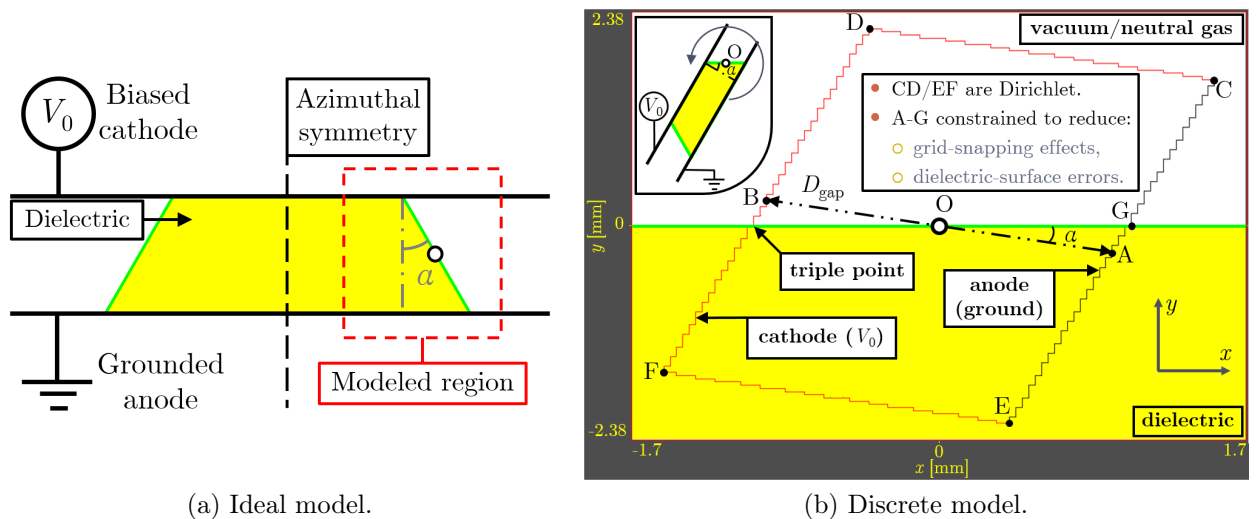 V₀
Biased
cathode
Azimuthal
symmetry
Dielectric
a
Grounded
anode
Modeled region
(a) Ideal model.
2.38
0
-2.38
y [mm]
-1.7
0
1.7
x [mm]
O
a
V₀
D
vacuum/neutral gas
C
CD/EF are Dirichlet.
A-G constrained to reduce:
grid-snapping effects,
dielectric-surface errors.
B
D_gap
O
G
a
A
triple point
anode
(ground)
cathode (V₀)
y
x
F
E
dielectric
(b) Discrete model.